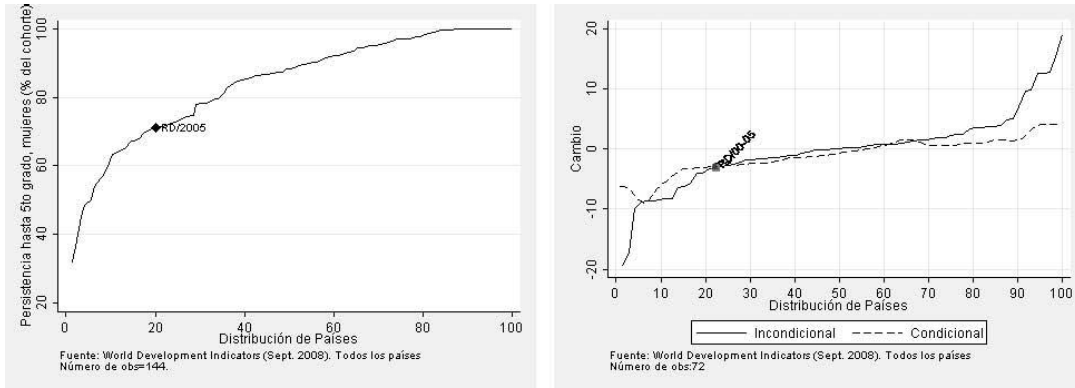 Persistencia hasta 5to grado, mujeres (% del cohorte)
100
80
60
40
20
RD/2005
0 20 40 60 80 100
Distribución de Países
Fuente: World Development Indicators (Sept. 2008). Todos los países
Número de obs=144.
Cambio
20
10
0
-10
-20
RD/00-05
0 10 20 30 40 50 60 70 80 90 100
Distribución de Países
Incondicional Condicional
Fuente: World Development Indicators (Sept. 2008). Todos los países
Número de obs:72